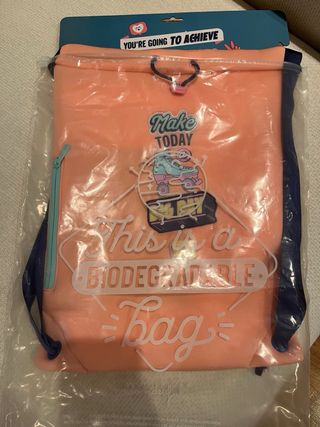 YOU'RE GOING TO ACHIEVE
Make
TODAY
This is a
BIODEGRADABLE
bag